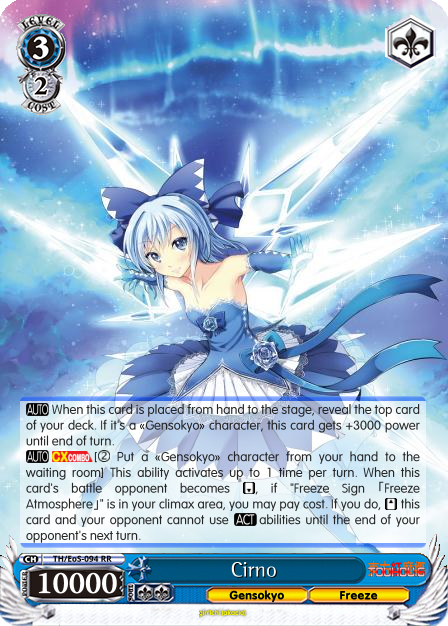 LEVEL
3
2
COST
AUTO When this card is placed from hand to the stage, reveal the top card
of your deck. If it's a «Gensokyo» character, this card gets +3000 power
until end of turn.
AUTO CXCOMBO [② Put a «Gensokyo» character from your hand to the
waiting room] This ability activates up to 1 time per turn. When this
card's battle opponent becomes [ ], if "Freeze Sign 「Freeze
Atmosphere」" is in your climax area, you may pay cost. If you do, [ ] this
card and your opponent cannot use ACT abilities until the end of your
opponent's next turn.
CH TH/EoS-094 RR
POWER 10000 SOUL Cirno
Gensokyo Freeze